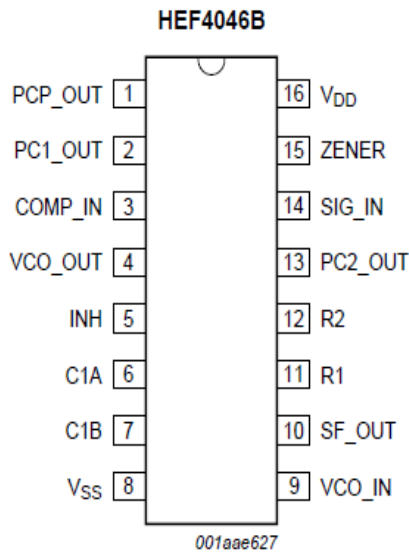 HEF4046B
PCP_OUT 1 16 VDD
PC1_OUT 2 15 ZENER
COMP_IN 3 14 SIG_IN
VCO_OUT 4 13 PC2_OUT
INH 5 12 R2
C1A 6 11 R1
C1B 7 10 SF_OUT
VSS 8 9 VCO_IN
001aae627